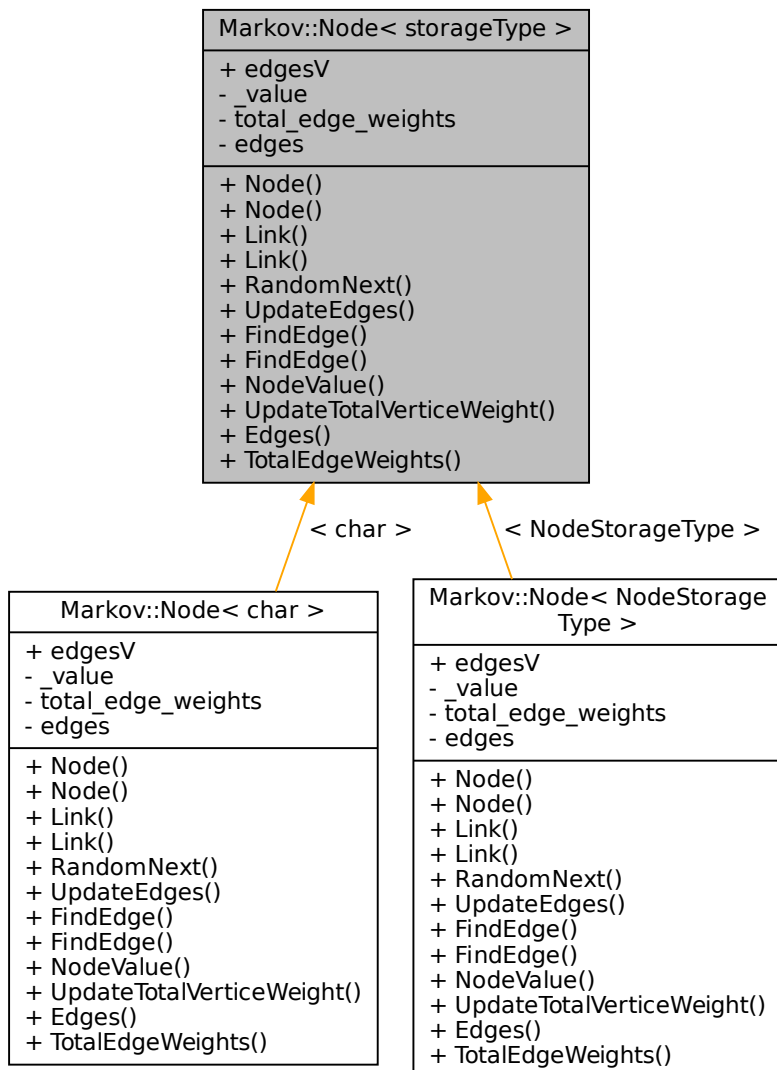 Markov::Node< storageType >
+ edgesV
- _value
- total_edge_weights
- edges
+ Node()
+ Node()
+ Link()
+ Link()
+ RandomNext()
+ UpdateEdges()
+ FindEdge()
+ FindEdge()
+ NodeValue()
+ UpdateTotalVerticeWeight()
+ Edges()
+ TotalEdgeWeights()
< char >
< NodeStorageType >
Markov::Node< char >
+ edgesV
- _value
- total_edge_weights
- edges
+ Node()
+ Node()
+ Link()
+ Link()
+ RandomNext()
+ UpdateEdges()
+ FindEdge()
+ FindEdge()
+ NodeValue()
+ UpdateTotalVerticeWeight()
+ Edges()
+ TotalEdgeWeights()
Markov::Node< NodeStorage
Type >
+ edgesV
- _value
- total_edge_weights
- edges
+ Node()
+ Node()
+ Link()
+ Link()
+ RandomNext()
+ UpdateEdges()
+ FindEdge()
+ FindEdge()
+ NodeValue()
+ UpdateTotalVerticeWeight()
+ Edges()
+ TotalEdgeWeights()